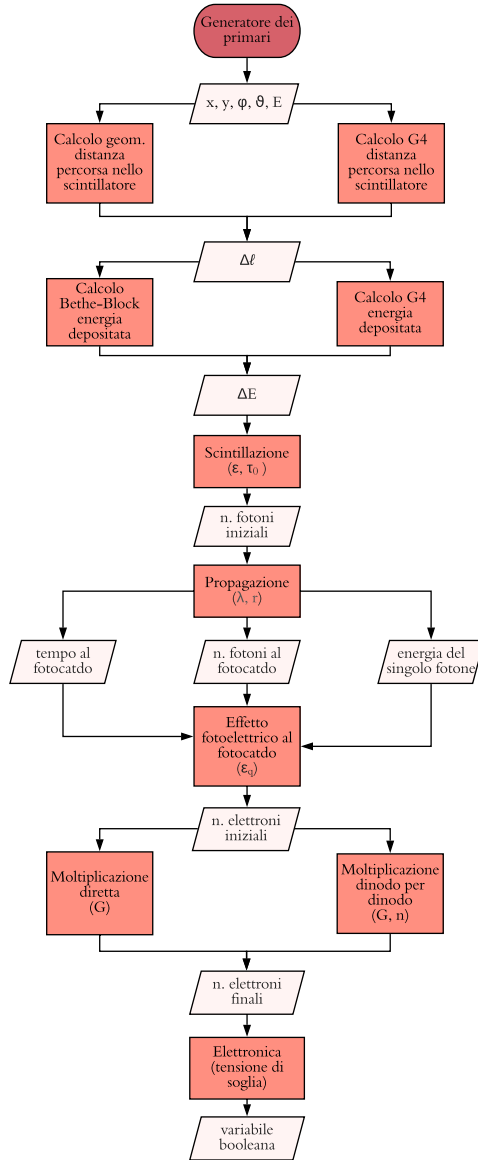 Generatore dei
primari
x, y, φ, ϑ, E
Calcolo geom.
distanza
percorsa nello
scintillatore
Calcolo G4
distanza
percorsa nello
scintillatore
Δℓ
Calcolo
Bethe-Block
energia
depositata
Calcolo G4
energia
depositata
ΔE
Scintillazione
(ε, τ₀ )
n. fotoni
iniziali
Propagazione
(λ, r)
tempo al
fotocatdo
n. fotoni al
fotocatdo
energia del
singolo fotone
Effetto
fotoelettrico al
fotocatdo
(ε_q)
n. elettroni
iniziali
Moltiplicazione
diretta
(G)
Moltiplicazione
dinodo per
dinodo
(G, n)
n. elettroni
finali
Elettronica
(tensione di
soglia)
variabile
booleana